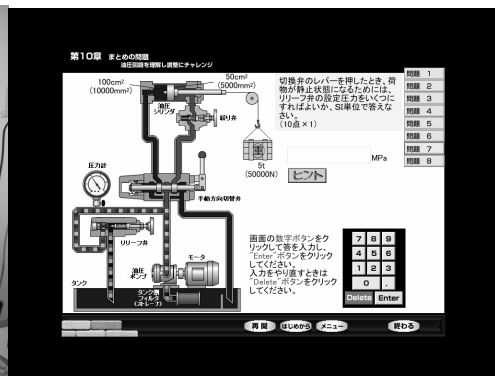 第10章 まとめの問題
油圧回路を理解し調整にチャレンジ
100cm²
(10000mm²)
50cm²
(5000mm²)
油圧
シリンダ
絞り弁
5t
(50000N)
圧力計
手動方向切替弁
リリーフ弁
油圧
ポンプ
モータ
タンク
タンク用
フィルタ
(ストレーナ)
切換弁のレバーを押したとき、荷
物が静止状態になるためには、
リリーフ弁の設定圧力をいくつに
すればよいか、SI単位で答えな
さい。
(10点×1)
MPa
ヒント
問題 1
問題 2
問題 3
問題 4
問題 5
問題 6
問題 7
問題 8
画面の数字ボタンをク
リックして答を入力し、
"Enter"ボタンをクリック
してください。
入力をやり直すときは
"Delete"ボタンをクリック
してください。
7 8 9
4 5 6
1 2 3
0 .
Delete Enter
再開 はじめから メニュー 終わる